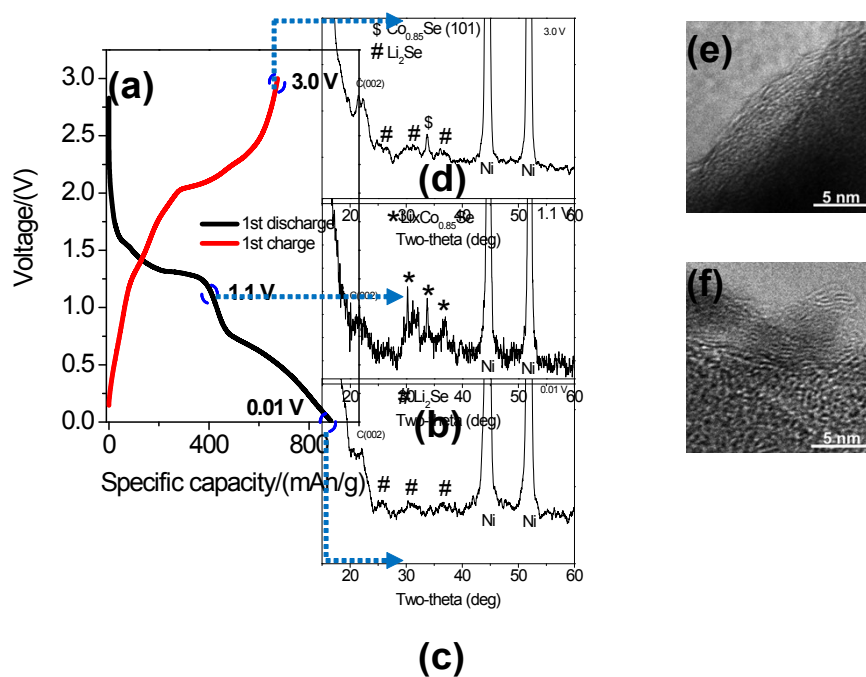 (a)
Voltage/(V)
3.0
2.5
2.0
1.5
1.0
0.5
0.0
0 400 800
Specific capacity/(mAh/g)
1st discharge
1st charge
3.0 V
1.1 V
0.01 V
$ Co0.85Se (101)
# Li2Se
3.0 V
C(002)
# # $ #
Ni Ni
(d)
20 30 40 50 60
Two-theta (deg)
*LixCo0.85Se
1.1 V
C(002)
* * *
Ni Ni
20 30 40 50 60
Two-theta (deg)
(b)
# Li2Se
0.01 V
C(002)
# # #
Ni Ni
20 30 40 50 60
Two-theta (deg)
(c)
(e)
5 nm
(f)
5 nm